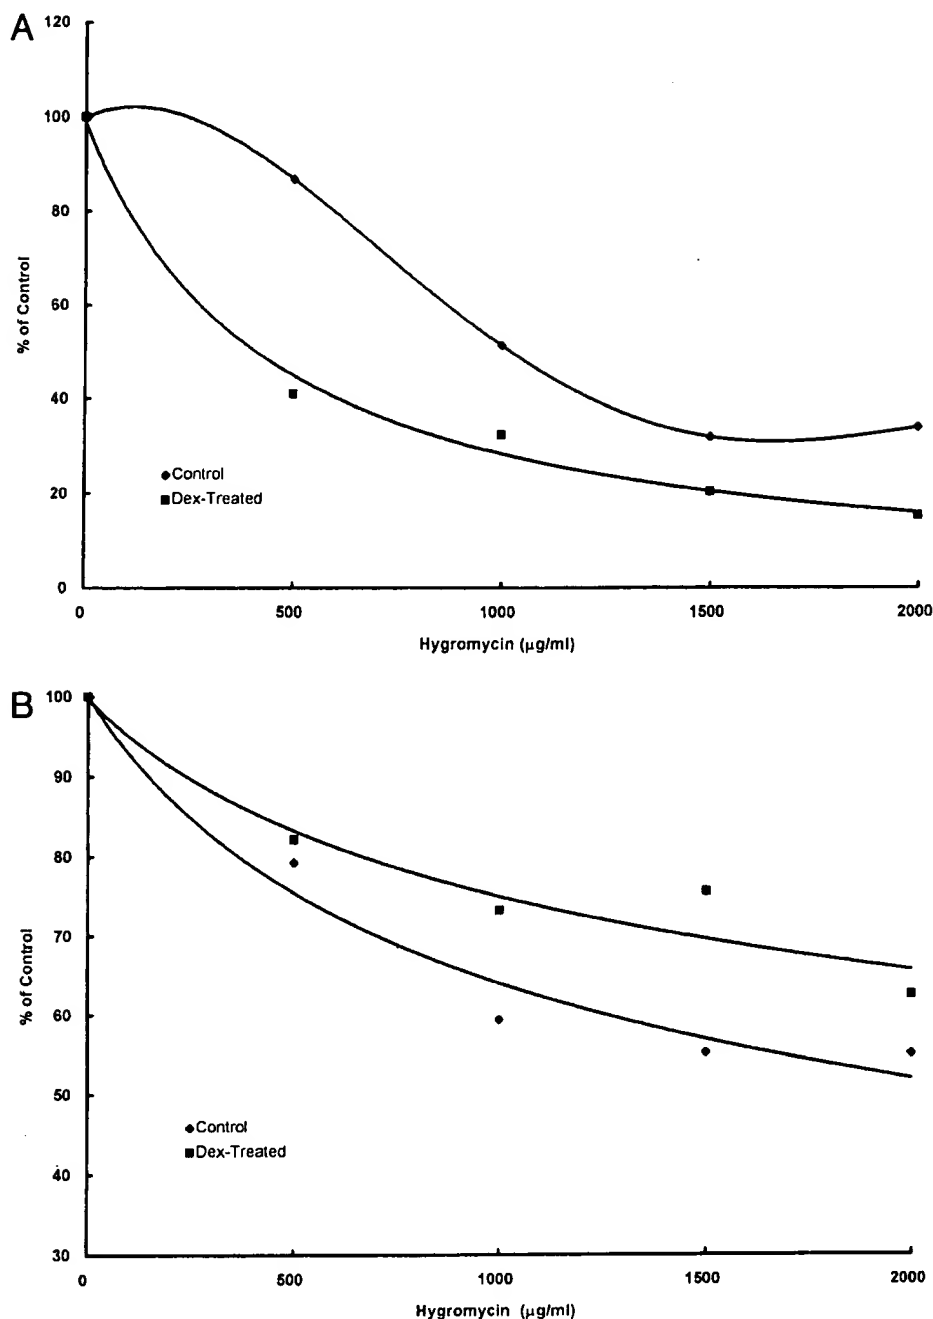 A
120
100
80
60
40
20
0
% of Control
Control
Dex-Treated
0 500 1000 1500 2000
Hygromycin (µg/ml)
B
100
90
80
70
60
50
40
30
% of Control
Control
Dex-Treated
0 500 1000 1500 2000
Hygromycin (µg/ml)